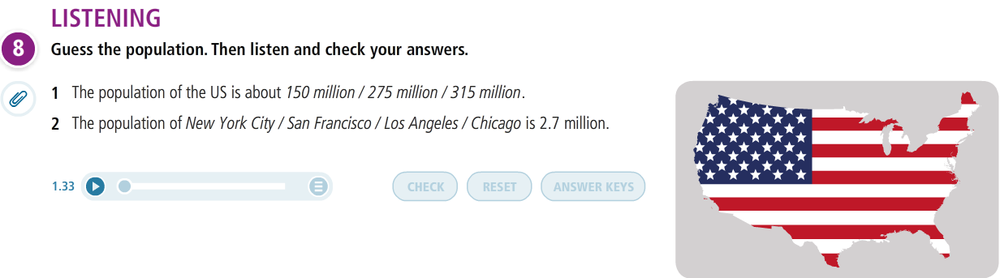 LISTENING
8 Guess the population. Then listen and check your answers.
1 The population of the US is about 150 million / 275 million / 315 million.
2 The population of New York City / San Francisco / Los Angeles / Chicago is 2.7 million.
1.33 CHECK RESET ANSWER KEYS